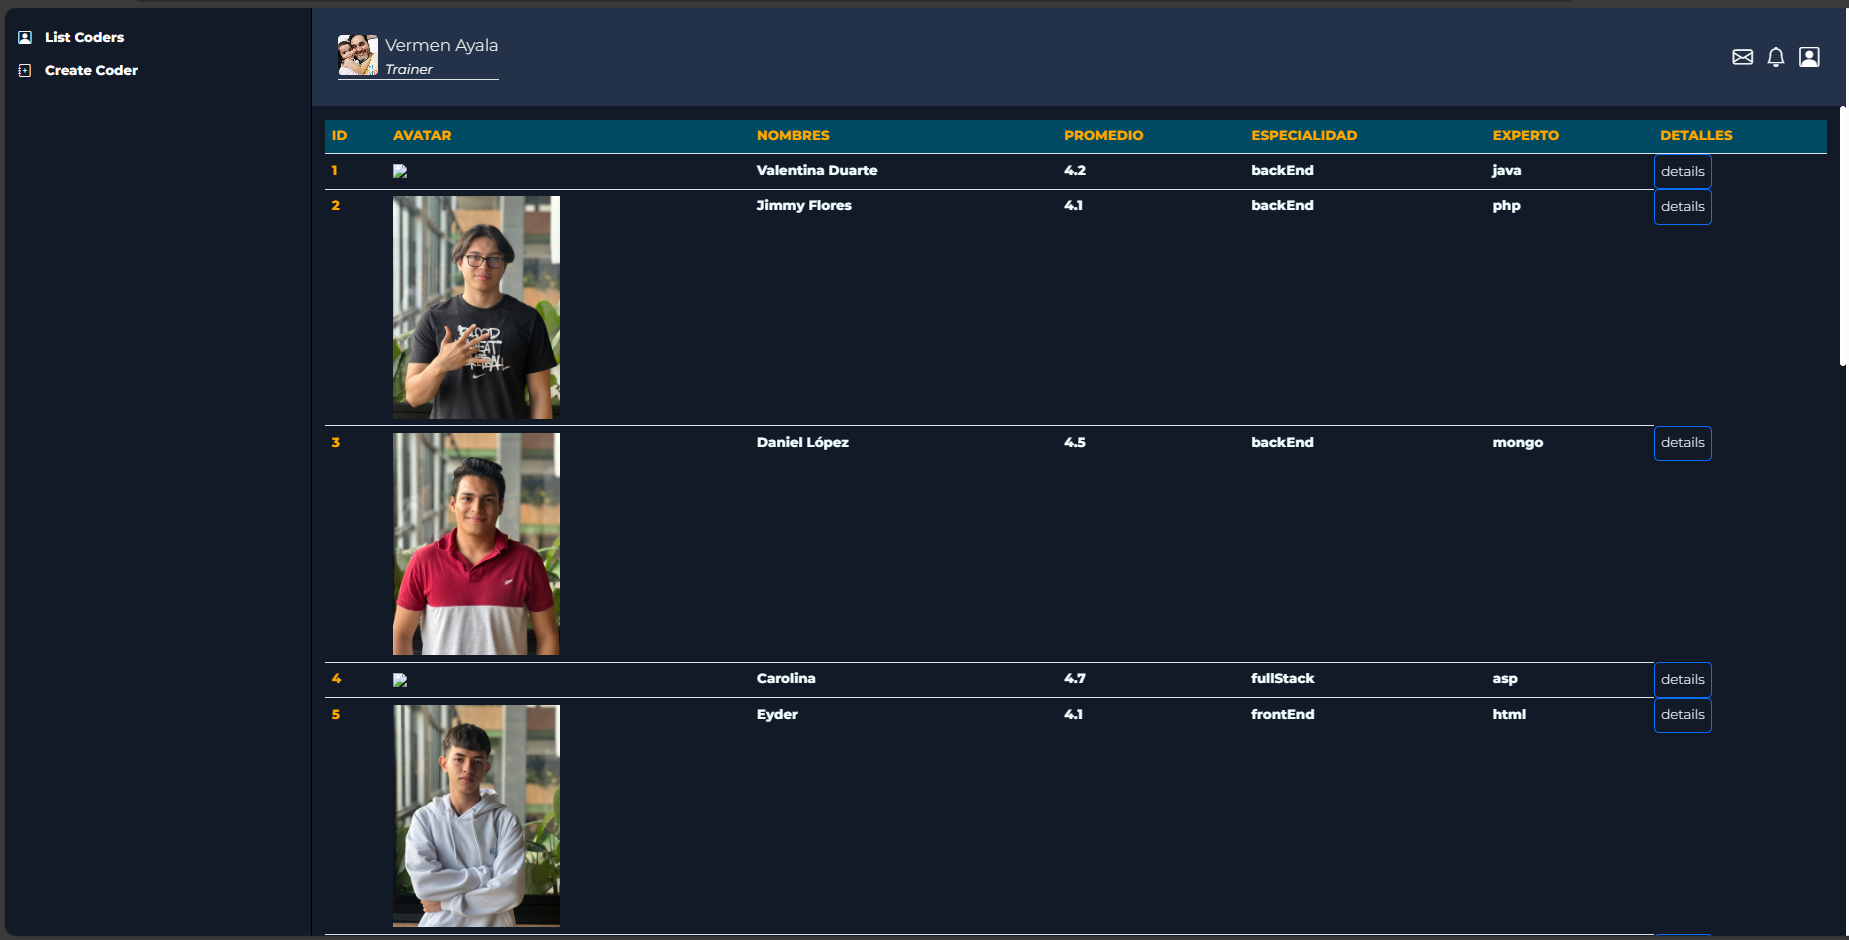 List Coders
Create Coder
Vermen Ayala
Trainer
ID AVATAR NOMBRES PROMEDIO ESPECIALIDAD EXPERTO DETALLES
1 Valentina Duarte 4.2 backEnd java details
2 Jimmy Flores 4.1 backEnd php details
3 Daniel López 4.5 backEnd mongo details
4 Carolina 4.7 fullStack asp details
5 Eyder 4.1 frontEnd html details